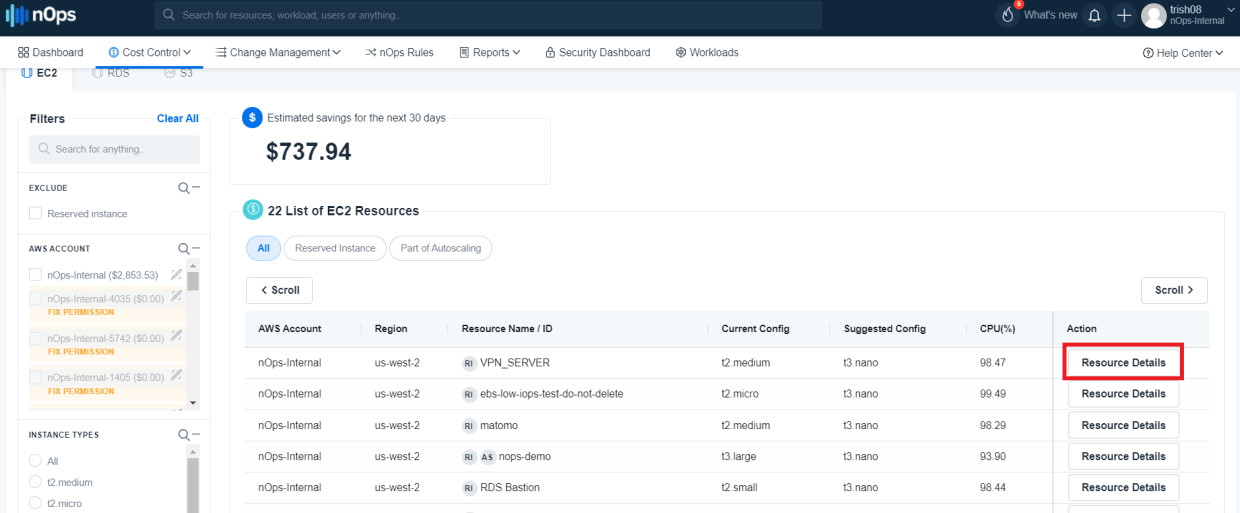 nOps
Search for resources, workload, users or anything..
5
What's new
trish08
nOps-Internal
Dashboard
Cost Control
Change Management
nOps Rules
Reports
Security Dashboard
Workloads
Help Center
EC2
RDS
S3
Filters
Clear All
Search for anything..
EXCLUDE
Reserved instance
AWS ACCOUNT
nOps-Internal ($2,853.53)
nOps-Internal-4035 ($0.00)
FIX PERMISSION
nOps-Internal-5742 ($0.00)
FIX PERMISSION
nOps-Internal-1405 ($0.00)
FIX PERMISSION
INSTANCE TYPES
All
t2.medium
t2.micro
$ Estimated savings for the next 30 days
$737.94
$ 22 List of EC2 Resources
All Reserved Instance Part of Autoscaling
< Scroll Scroll >
AWS Account Region Resource Name / ID Current Config Suggested Config CPU(%) Action
nOps-Internal us-west-2 RI VPN_SERVER t2.medium t3.nano 98.47 Resource Details
nOps-Internal us-west-2 RI ebs-low-iops-test-do-not-delete t2.micro t3.nano 99.49 Resource Details
nOps-Internal us-west-2 RI matomo t2.medium t3.nano 98.29 Resource Details
nOps-Internal us-west-2 RI AS nops-demo t3.large t3.nano 93.90 Resource Details
nOps-Internal us-west-2 RI RDS Bastion t2.small t3.nano 98.44 Resource Details